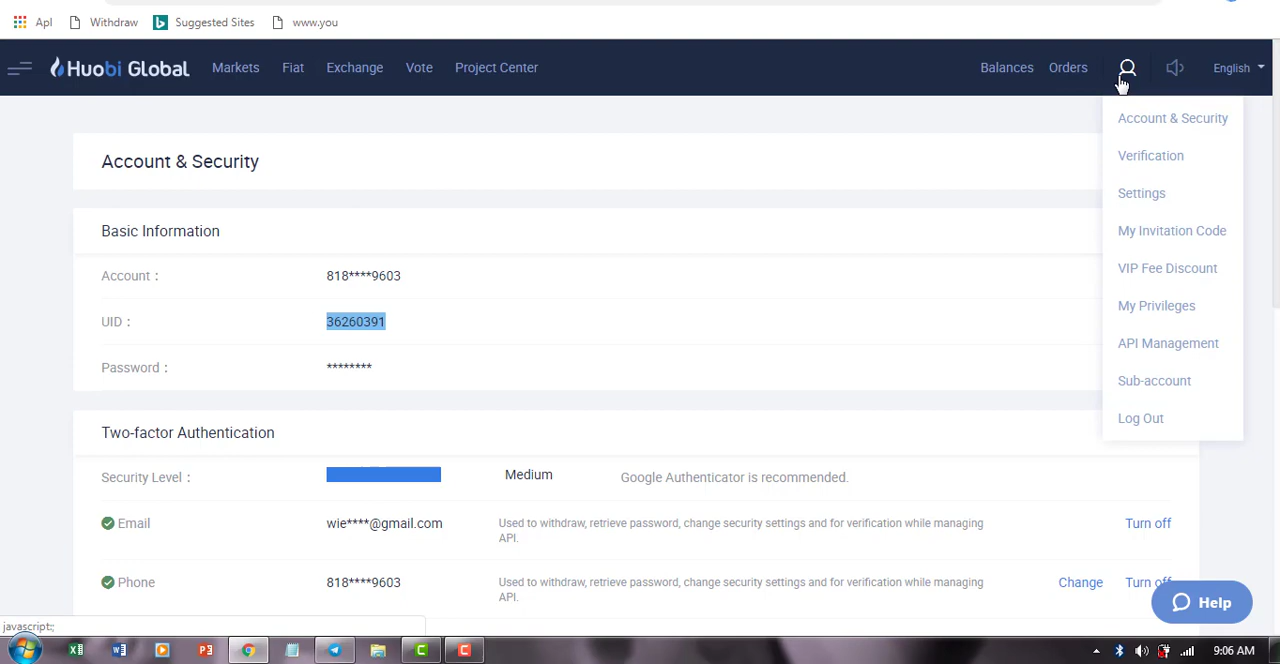 Apl Withdraw Suggested Sites www.you
Huobi Global Markets Fiat Exchange Vote Project Center Balances Orders English
Account & Security
Verification
Settings
My Invitation Code
VIP Fee Discount
My Privileges
API Management
Sub-account
Log Out
Account & Security
Basic Information
Account : 818****9603
UID : 36260391
Password : ********
Two-factor Authentication
Security Level : Medium Google Authenticator is recommended.
Email wie****@gmail.com Used to withdraw, retrieve password, change security settings and for verification while managing
API. Turn off
Phone 818****9603 Used to withdraw, retrieve password, change security settings and for verification while managing
API. Change Turn off
Help
javascript:;
9:06 AM